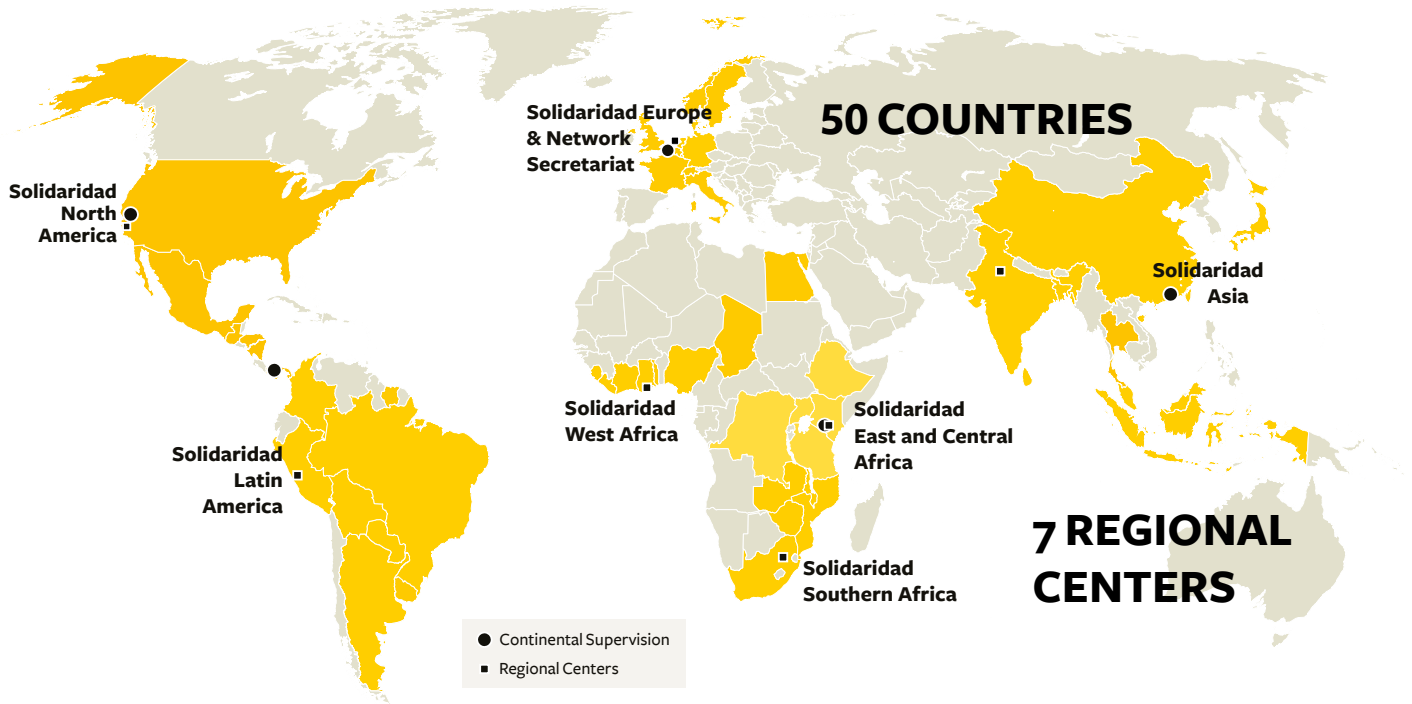 Solidaridad Europe
& Network
Secretariat
50 COUNTRIES
Solidaridad
North
America
Solidaridad
Asia
Solidaridad
West Africa
Solidaridad
East and Central
Africa
Solidaridad
Latin
America
7 REGIONAL
CENTERS
Solidaridad
Southern Africa
Continental Supervision
Regional Centers